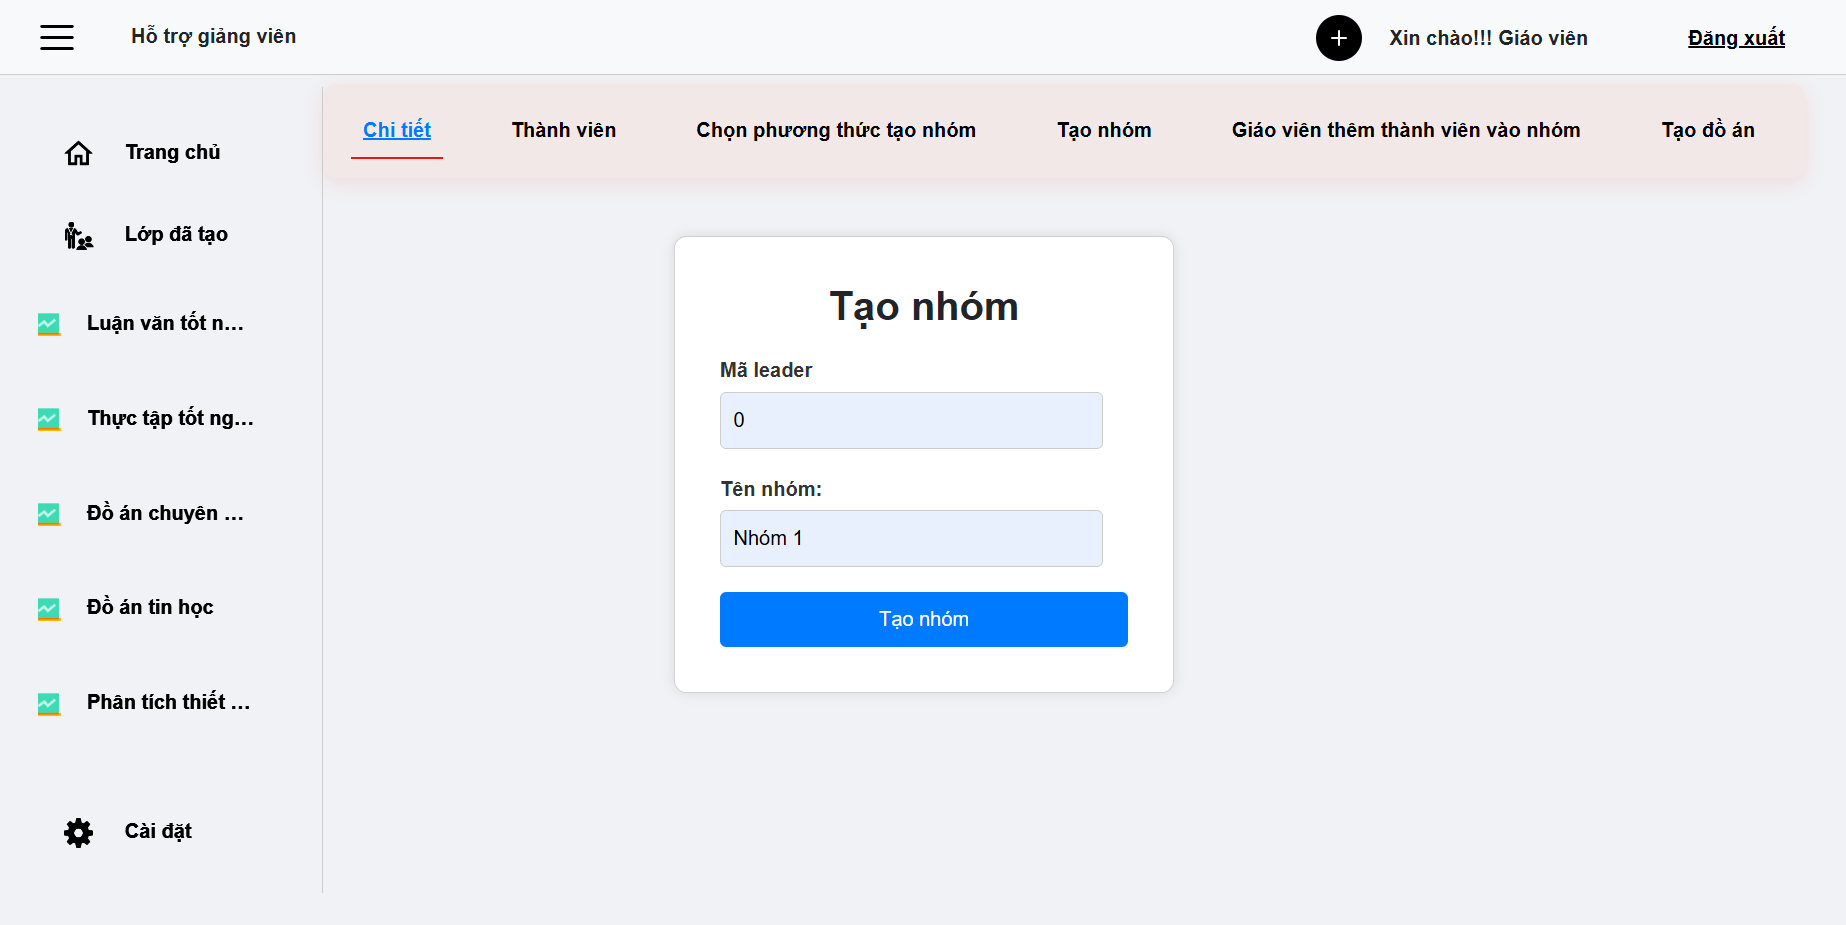 Hỗ trợ giảng viên
Xin chào!!! Giáo viên
Đăng xuất
Trang chủ
Lớp đã tạo
Luận văn tốt n...
Thực tập tốt ng...
Đồ án chuyên ...
Đồ án tin học
Phân tích thiết ...
Cài đặt
Chi tiết
Thành viên
Chọn phương thức tạo nhóm
Tạo nhóm
Giáo viên thêm thành viên vào nhóm
Tạo đồ án
Tạo nhóm
Mã leader
0
Tên nhóm:
Nhóm 1
Tạo nhóm